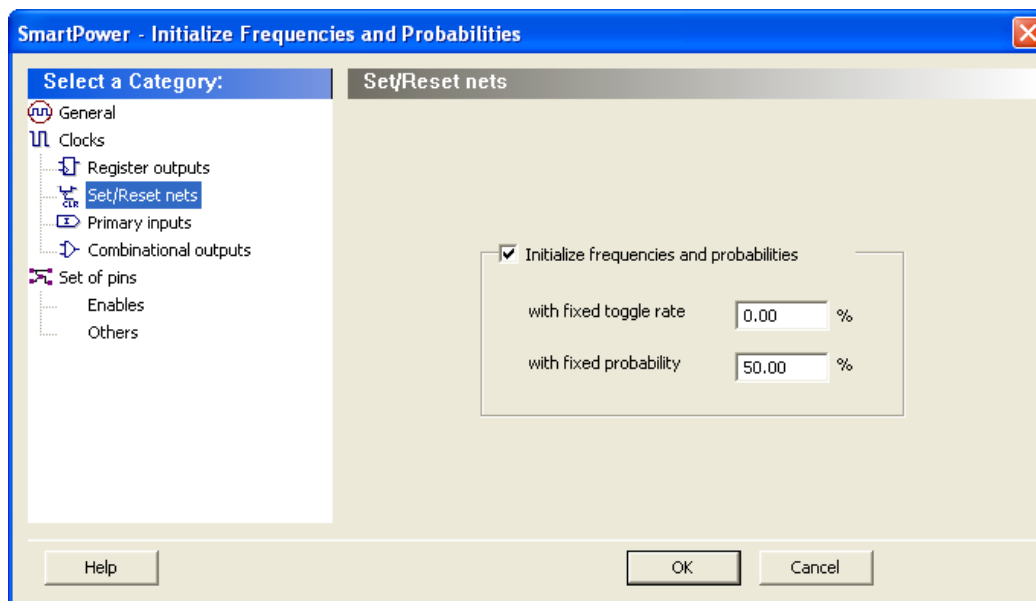 SmartPower - Initialize Frequencies and Probabilities
Select a Category:
Set/Reset nets
General
Clocks
Register outputs
CLR
Set/Reset nets
Primary inputs
Combinational outputs
Set of pins
Enables
Others
Initialize frequencies and probabilities
with fixed toggle rate 0.00 %
with fixed probability 50.00 %
Help
OK
Cancel